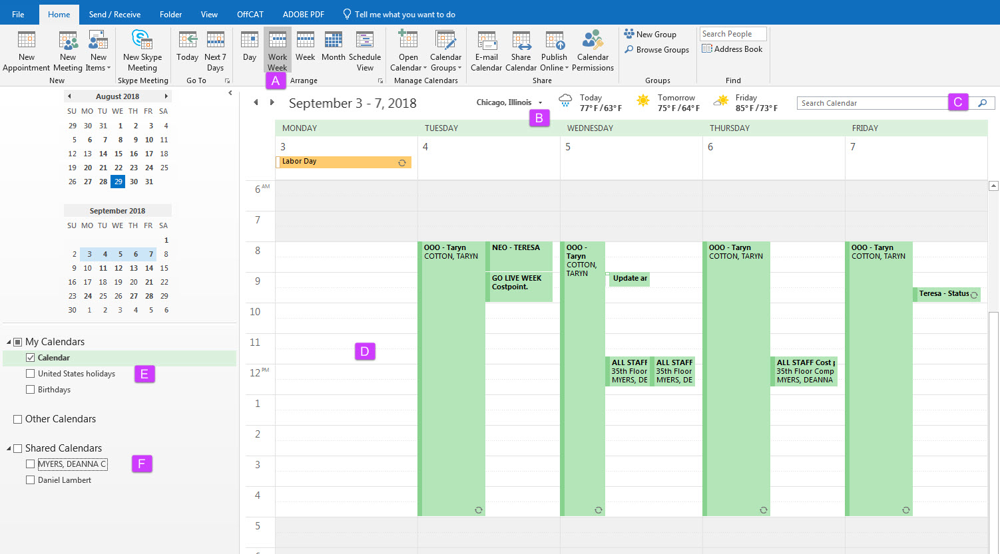 File Home Send / Receive Folder View OffCAT ADOBE PDF Tell me what you want to do
New Appointment
New Meeting
New Items
New
New Skype Meeting
Skype Meeting
Today
Next 7 Days
Go To
Day
Work Week
Week
Month
Schedule View
Arrange
Open Calendar
Calendar Groups
Manage Calendars
E-mail Calendar
Share Calendar
Publish Online
Calendar Permissions
Share
New Group
Browse Groups
Groups
Search People
Address Book
Find
A
August 2018
SU MO TU WE TH FR SA
29 30 31 1 2 3 4
5 6 7 8 9 10 11
12 13 14 15 16 17 18
19 20 21 22 23 24 25
26 27 28 29 30 31
September 2018
SU MO TU WE TH FR SA
1
2 3 4 5 6 7 8
9 10 11 12 13 14 15
16 17 18 19 20 21 22
23 24 25 26 27 28 29
30 1 2 3 4 5 6
My Calendars
Calendar
United States holidays
E
Birthdays
Other Calendars
Shared Calendars
MYERS, DEANNA C
F
Daniel Lambert
September 3 - 7, 2018
Chicago, Illinois
B
Today
77°F/63°F
Tomorrow
75°F/64°F
Friday
85°F/73°F
Search Calendar
C
MONDAY TUESDAY WEDNESDAY THURSDAY FRIDAY
3 4 5 6 7
Labor Day
6 AM
7
8
9
10
11
12 PM
1
2
3
4
5
D
OOO - Taryn
COTTON, TARYN
NEO - TERESA
GO LIVE WEEK
Costpoint.
OOO -
Taryn
COTTON,
TARYN
Update ar
ALL STAFF
35th Floor
MYERS, DE
ALL STAFF
35th Floor
MYERS, DE
OOO - Taryn
COTTON, TARYN
ALL STAFF Cost p
35th Floor Comp
MYERS, DEANNA
OOO - Taryn
COTTON, TARYN
Teresa - Status